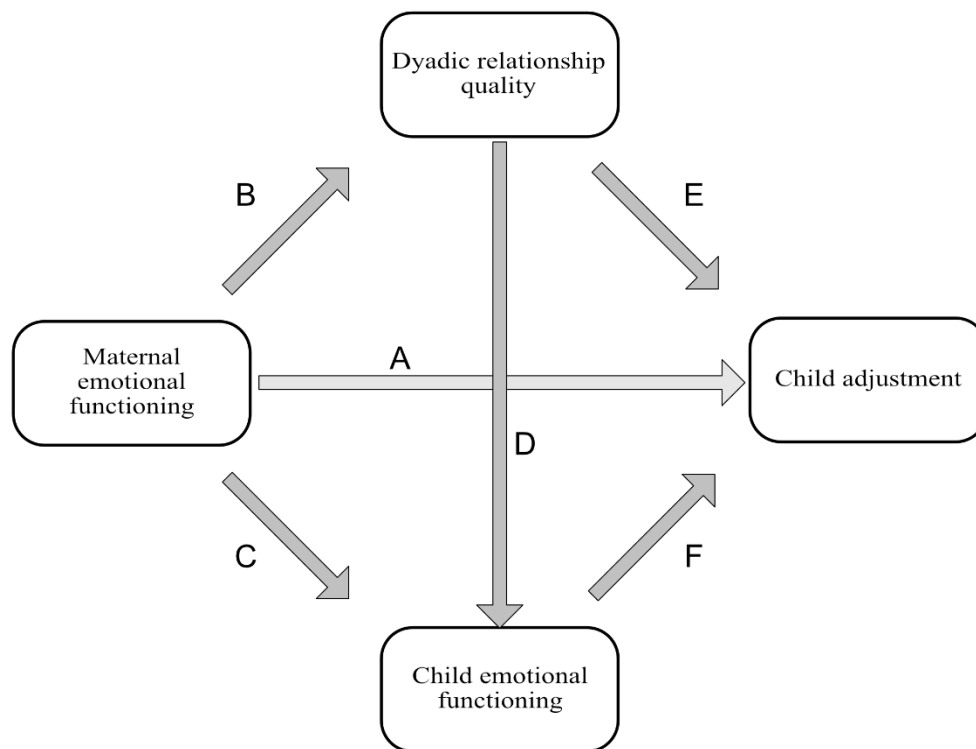 Dyadic relationship
quality
B
E
Maternal
emotional
functioning
A
Child adjustment
D
C
F
Child emotional
functioning